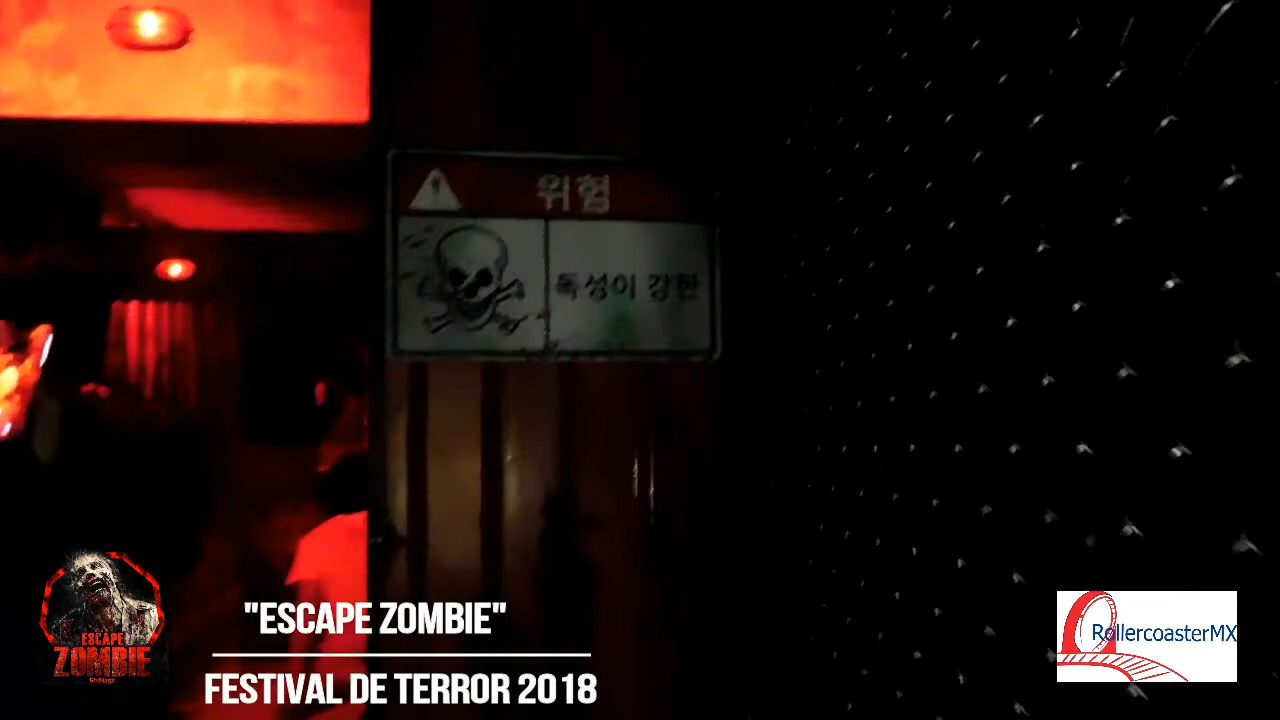 위험
독성이 강한
ESCAPE
ZOMBIE
"ESCAPE ZOMBIE"
FESTIVAL DE TERROR 2018
RollercoasterMX